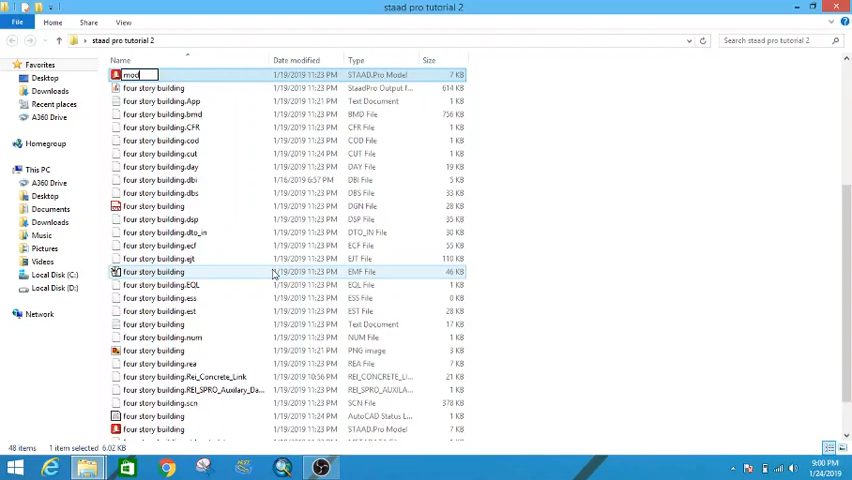 staad pro tutorial 2
File Home Share View
staad pro tutorial 2 Search staad pro tutorial 2
Name Date modified Type Size
Favorites
Desktop
Downloads
Recent places
A360 Drive
Homegroup
This PC
A360 Drive
Desktop
Documents
Downloads
Music
Pictures
Videos
Local Disk (C:)
Local Disk (D:)
Network
mod 1/19/2019 11:23 PM STAAD.Pro Model 7 KB
four story building 1/19/2019 11:23 PM StaadPro Output f... 614 KB
four story building.App 1/19/2019 11:21 PM Text Document 1 KB
four story building.bmd 1/19/2019 11:23 PM BMD File 756 KB
four story building.CFR 1/19/2019 11:23 PM CFR File 1 KB
four story building.cod 1/19/2019 11:23 PM COD File 1 KB
four story building.cut 1/19/2019 11:24 PM CUT File 1 KB
four story building.day 1/19/2019 11:23 PM DAY File 19 KB
four story building.dbi 1/16/2019 6:57 PM DBI File 5 KB
four story building.dbs 1/19/2019 11:23 PM DBS File 33 KB
four story building 1/19/2019 11:23 PM DGN File 28 KB
four story building.dsp 1/19/2019 11:23 PM DSP File 35 KB
four story building.dto_in 1/19/2019 11:23 PM DTO_IN File 30 KB
four story building.ecf 1/19/2019 11:23 PM ECF File 55 KB
four story building.ejt 1/19/2019 11:23 PM EJT File 110 KB
four story building 1/19/2019 11:23 PM EMF File 46 KB
four story building.EQL 1/19/2019 11:23 PM EQL File 1 KB
four story building.ess 1/19/2019 11:23 PM ESS File 0 KB
four story building.est 1/19/2019 11:23 PM EST File 28 KB
four story building 1/19/2019 11:23 PM Text Document 17 KB
four story building.num 1/19/2019 11:23 PM NUM File 1 KB
four story building 1/19/2019 11:21 PM PNG image 3 KB
four story building.rea 1/19/2019 11:23 PM REA File 7 KB
four story building.Rei_Concrete_Link 1/19/2019 10:56 PM REI_CONCRETE_LI... 21 KB
four story building.REI_SPRO_Auxilary_Da... 1/19/2019 11:23 PM REI_SPRO_AUXILA... 1 KB
four story building.scn 1/19/2019 11:23 PM SCN File 378 KB
four story building 1/19/2019 11:24 PM AutoCAD Status L... 1 KB
four story building 1/19/2019 11:23 PM STAAD.Pro Model 7 KB
48 items 1 item selected 6.02 KB
9:00 PM
1/24/2019